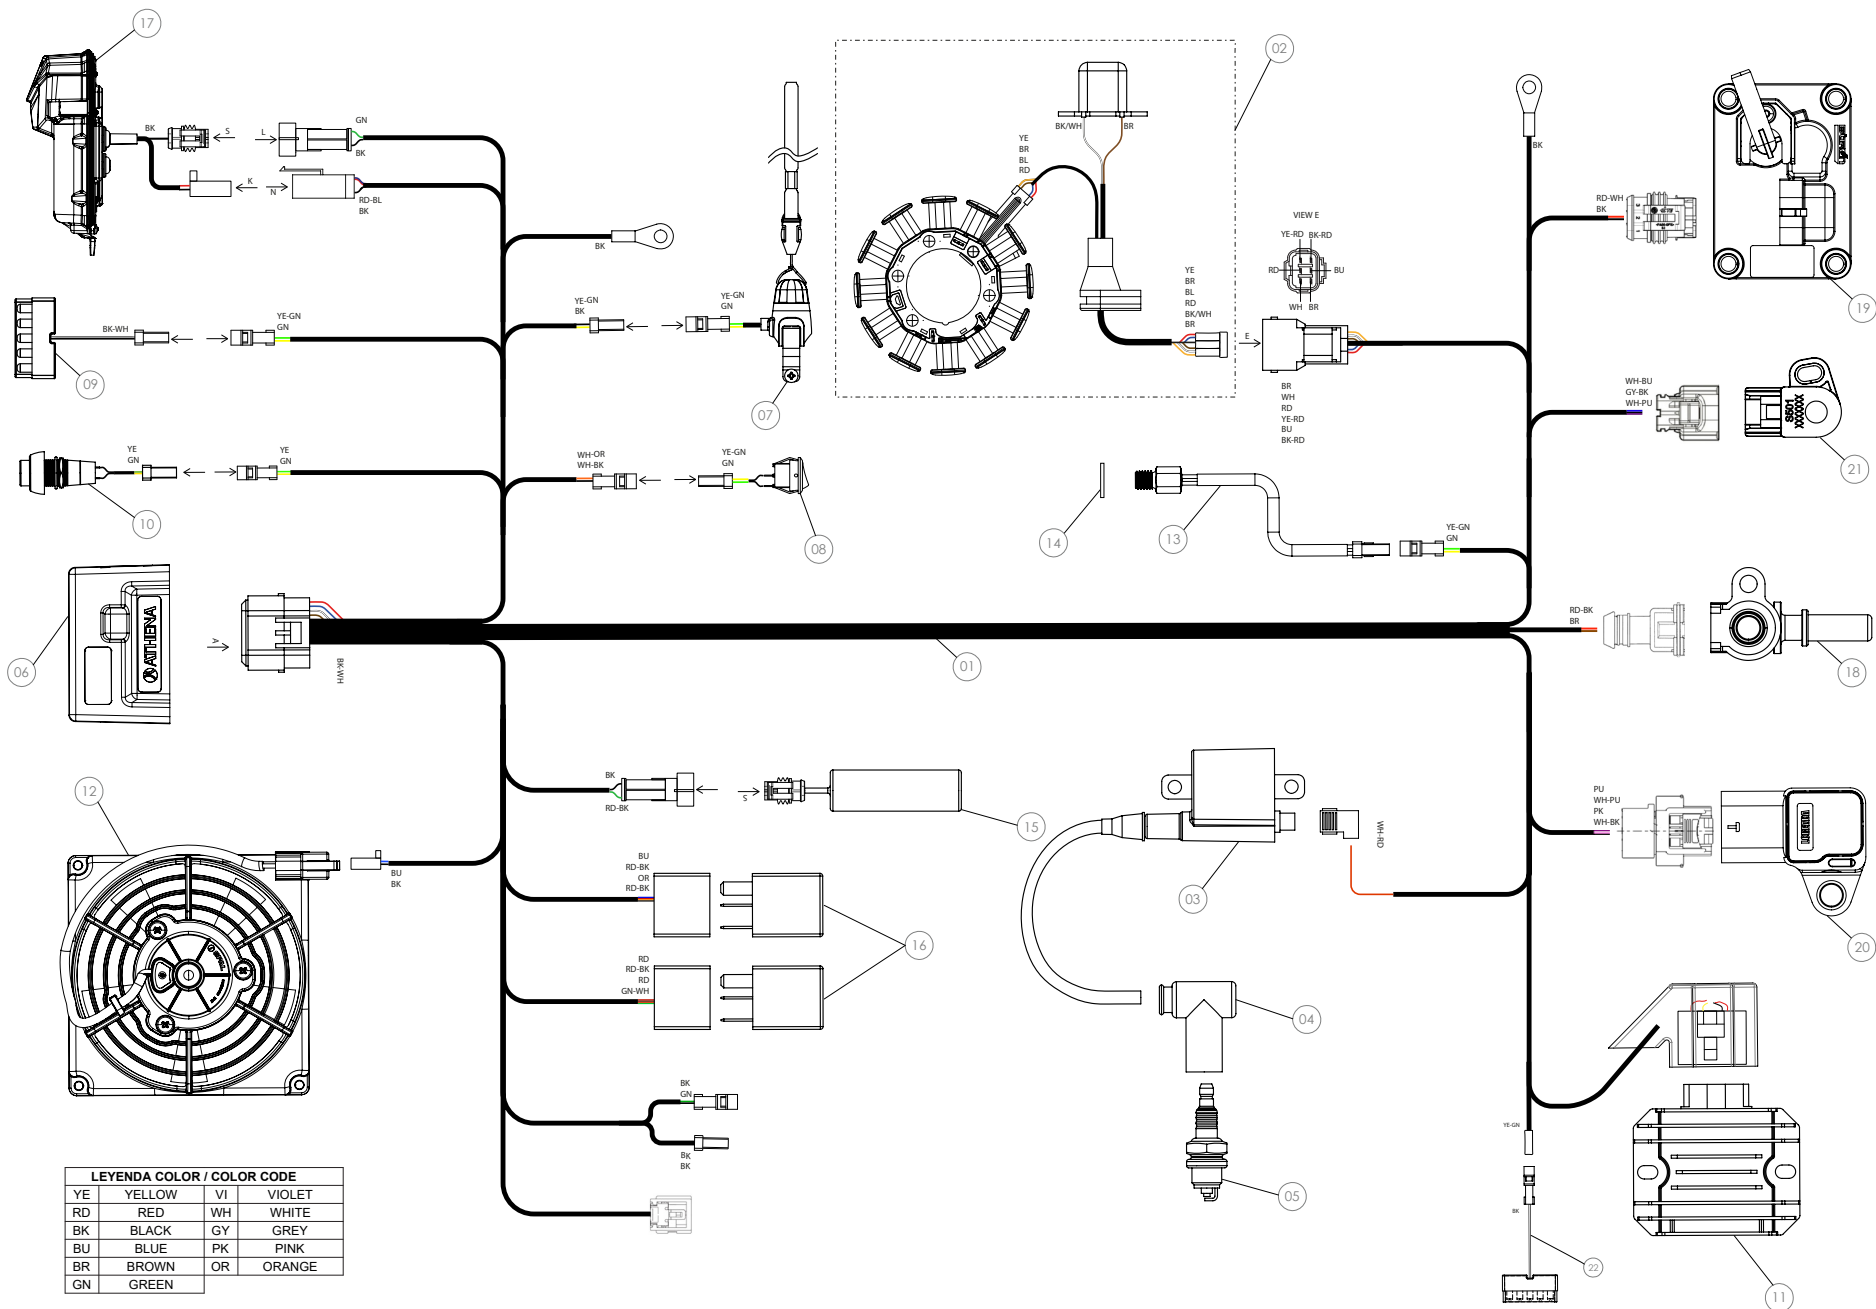 17
BK
S
L
GN
BK
K
N
RD-BL
BK
BK
09
BK-WH
YE-GN
GN
YE-GN
BK
YE-GN
GN
07
10
YE
GN
YE
GN
WH-OR
WH-BK
YE-GN
GN
08
02
BK/WH
BR
YE
BR
BL
RD
YE
BR
BL
RD
BK/WH
BR
E
VIEW E
YE-RD
BK-RD
RD
BU
WH
BR
BR
WH
RD
YE-RD
BU
BK-RD
BK
RD-WH
BK
19
WH-BU
GY-BK
WH-PU
S501
XXXXX
21
14
13
YE-GN
GN
06
ATHENA
A
BK-WH
01
RD-BK
BR
18
12
BU
BK
BK
RD-BK
S
15
BU
RD-BK
OR
RD-BK
16
RD
RD-BK
RD
GN-WH
BK
GN
BK
BK
03
WH-RD
04
05
PU
WH-PU
PK
WH-BK
20
YE-GN
BK
22
11
LEYENDA COLOR / COLOR CODE
YE YELLOW VI VIOLET
RD RED WH WHITE
BK BLACK GY GREY
BU BLUE PK PINK
BR BROWN OR ORANGE
GN GREEN